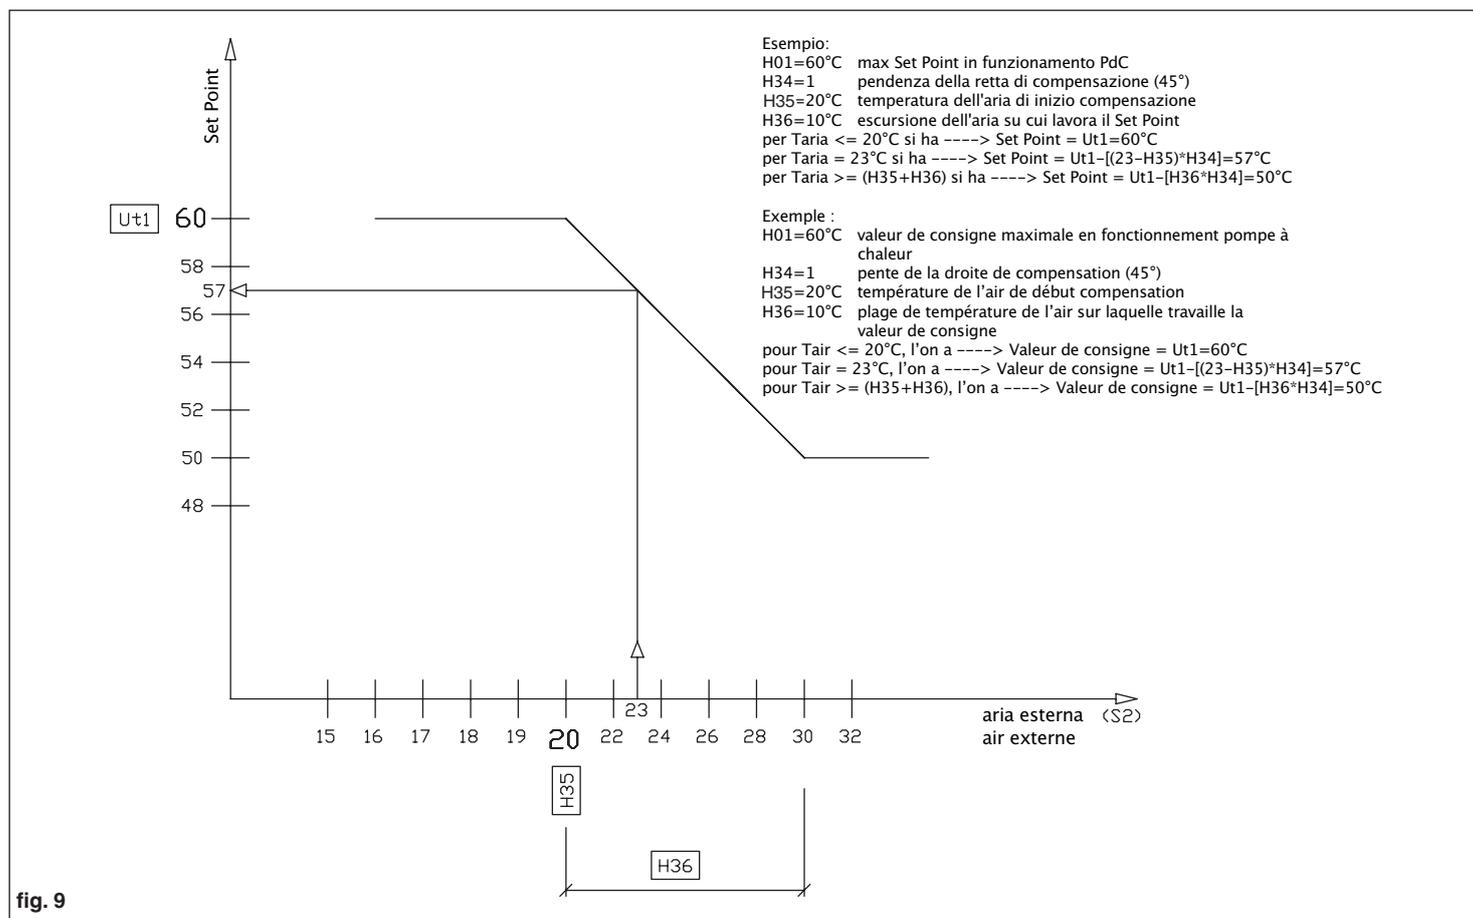 Set Point
Esempio:
H01=60°C max Set Point in funzionamento PdC
H34=1 pendenza della retta di compensazione (45°)
H35=20°C temperatura dell'aria di inizio compensazione
H36=10°C escursione dell'aria su cui lavora il Set Point
per Taria <= 20°C si ha ----> Set Point = Ut1=60°C
per Taria = 23°C si ha ----> Set Point = Ut1-[(23-H35)*H34]=57°C
per Taria >= (H35+H36) si ha ----> Set Point = Ut1-[H36*H34]=50°C
Exemple :
H01=60°C valeur de consigne maximale en fonctionnement pompe à
chaleur
H34=1 pente de la droite de compensation (45°)
H35=20°C température de l'air de début compensation
H36=10°C plage de température de l'air sur laquelle travaille la
valeur de consigne
pour Tair <= 20°C, l'on a ----> Valeur de consigne = Ut1=60°C
pour Tair = 23°C, l'on a ----> Valeur de consigne = Ut1-[(23-H35)*H34]=57°C
pour Tair >= (H35+H36), l'on a ----> Valeur de consigne = Ut1-[H36*H34]=50°C
Ut1 60
58
57
56
54
52
50
48
23
15 16 17 18 19 20 22 24 26 28 30 32
aria esterna (S2)
air externe
H35
H36
fig. 9